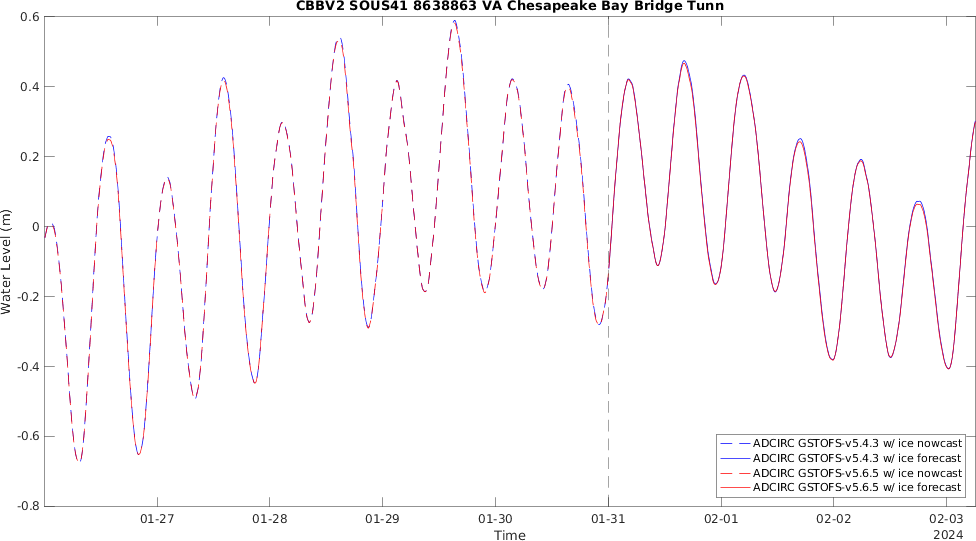 CBBV2 SOUS41 8638863 VA Chesapeake Bay Bridge Tunn
0.6
0.4
0.2
0
-0.2
-0.4
-0.6
-0.8
Water Level (m)
01-27
01-28
01-29
01-30
01-31
02-01
02-02
02-03
2024
Time
ADCIRC GSTOFS-v5.4.3 w/ ice nowcast
ADCIRC GSTOFS-v5.4.3 w/ ice forecast
ADCIRC GSTOFS-v5.6.5 w/ ice nowcast
ADCIRC GSTOFS-v5.6.5 w/ ice forecast